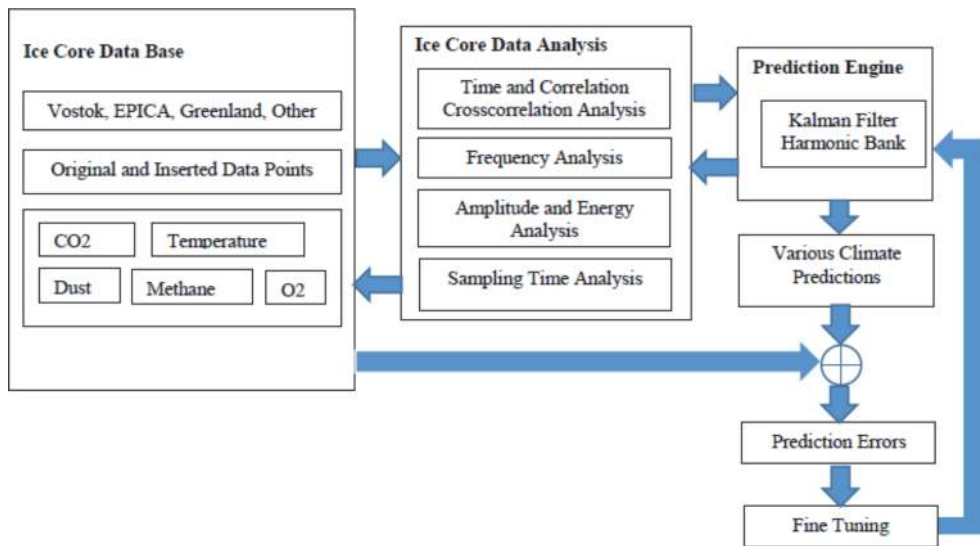 Ice Core Data Base
Vostok, EPICA, Greenland, Other
Original and Inserted Data Points
CO2
Temperature
Dust
Methane
O2
Ice Core Data Analysis
Time and Correlation
Crosscorrelation Analysis
Frequency Analysis
Amplitude and Energy
Analysis
Sampling Time Analysis
Prediction Engine
Kalman Filter
Harmonic Bank
Various Climate
Predictions
Prediction Errors
Fine Tuning